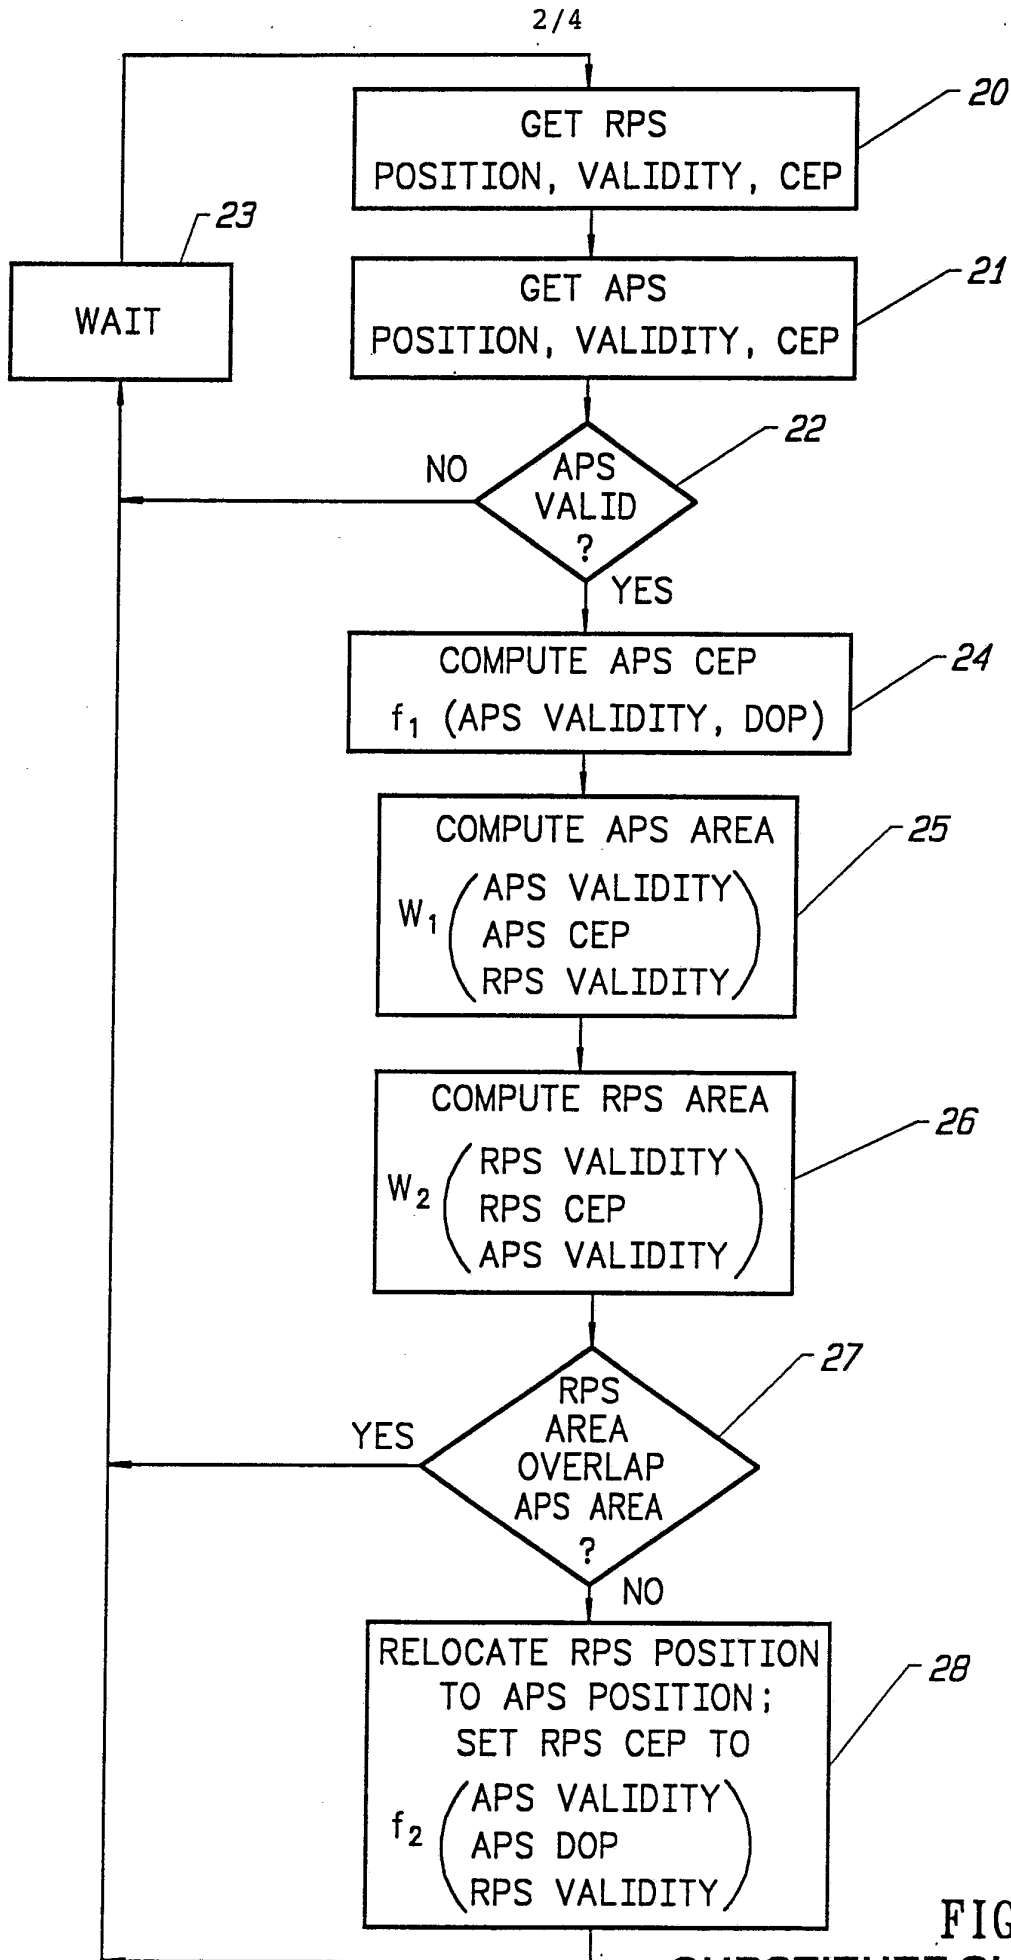 2/4
GET RPS
POSITION, VALIDITY, CEP
20
23
WAIT
GET APS
POSITION, VALIDITY, CEP
21
APS
VALID
?
22
NO
YES
COMPUTE APS CEP
f1 (APS VALIDITY, DOP)
24
COMPUTE APS AREA
W1 (APS VALIDITY
APS CEP
RPS VALIDITY)
25
COMPUTE RPS AREA
W2 (RPS VALIDITY
RPS CEP
APS VALIDITY)
26
RPS
AREA
OVERLAP
APS AREA
?
27
YES
NO
RELOCATE RPS POSITION
TO APS POSITION;
SET RPS CEP TO
f2 (APS VALIDITY
APS DOP
RPS VALIDITY)
28
FIG